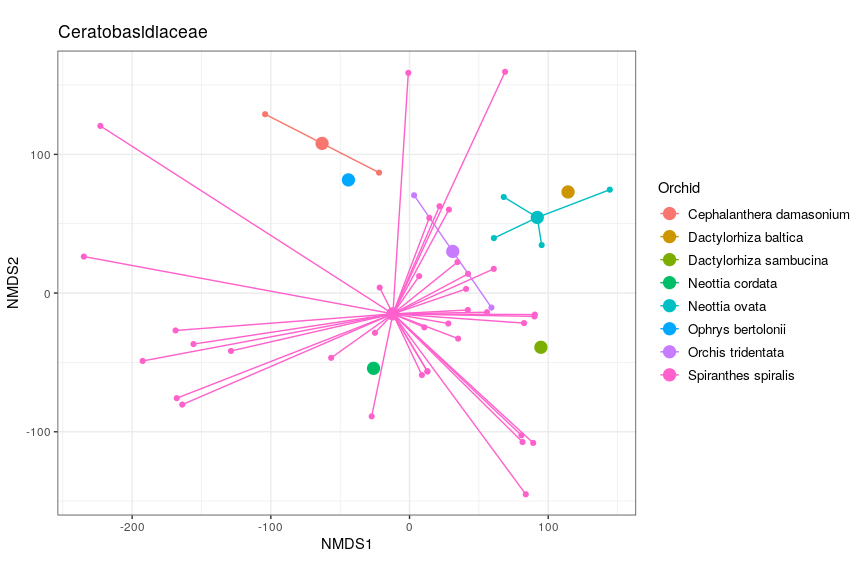 Ceratobasidiaceae
NMDS2
100
0
-100
-200
-100
0
100
NMDS1
Orchid
Cephalanthera damasonium
Dactylorhiza baltica
Dactylorhiza sambucina
Neottia cordata
Neottia ovata
Ophrys bertolonii
Orchis tridentata
Spiranthes spiralis